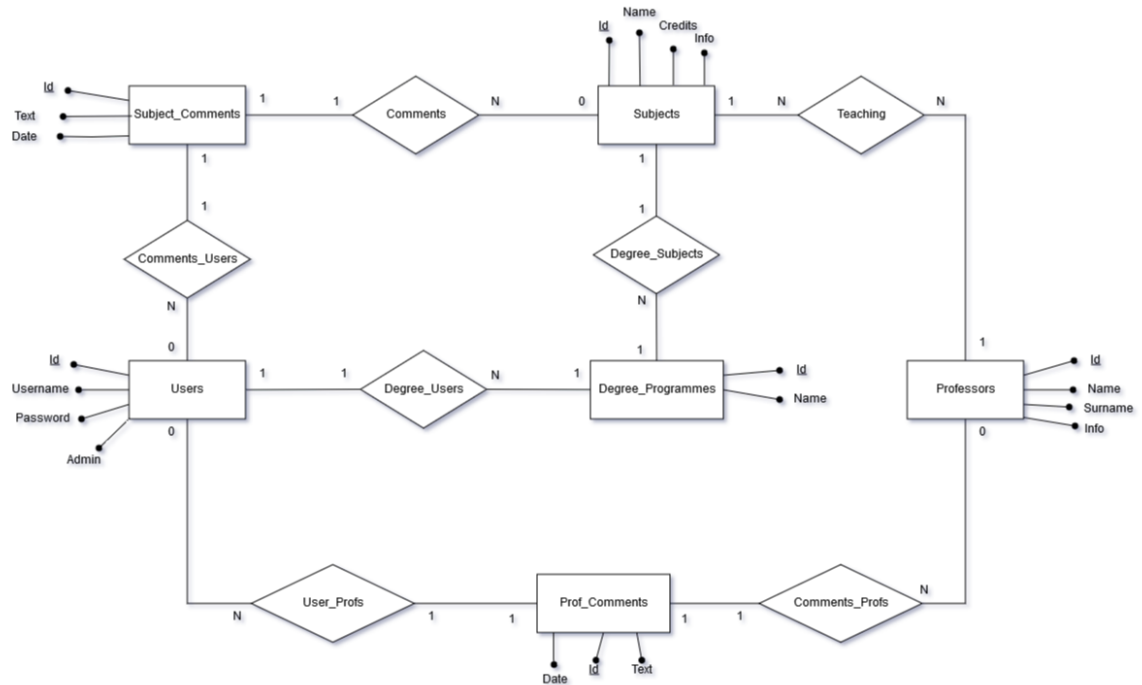 Name
Id
Credits
Info
Id
Text
Date
Subject_Comments
1
1
Comments
N
0
Subjects
1
N
Teaching
N
1
1
Comments_Users
N
0
1
1
Degree_Subjects
N
1
1
Id
Username
Password
Admin
Users
1
1
Degree_Users
N
1
Degree_Programmes
Id
Name
Professors
Id
Name
Surname
Info
0
0
N
User_Profs
1
1
Prof_Comments
1
1
Comments_Profs
N
Date
Id
Text